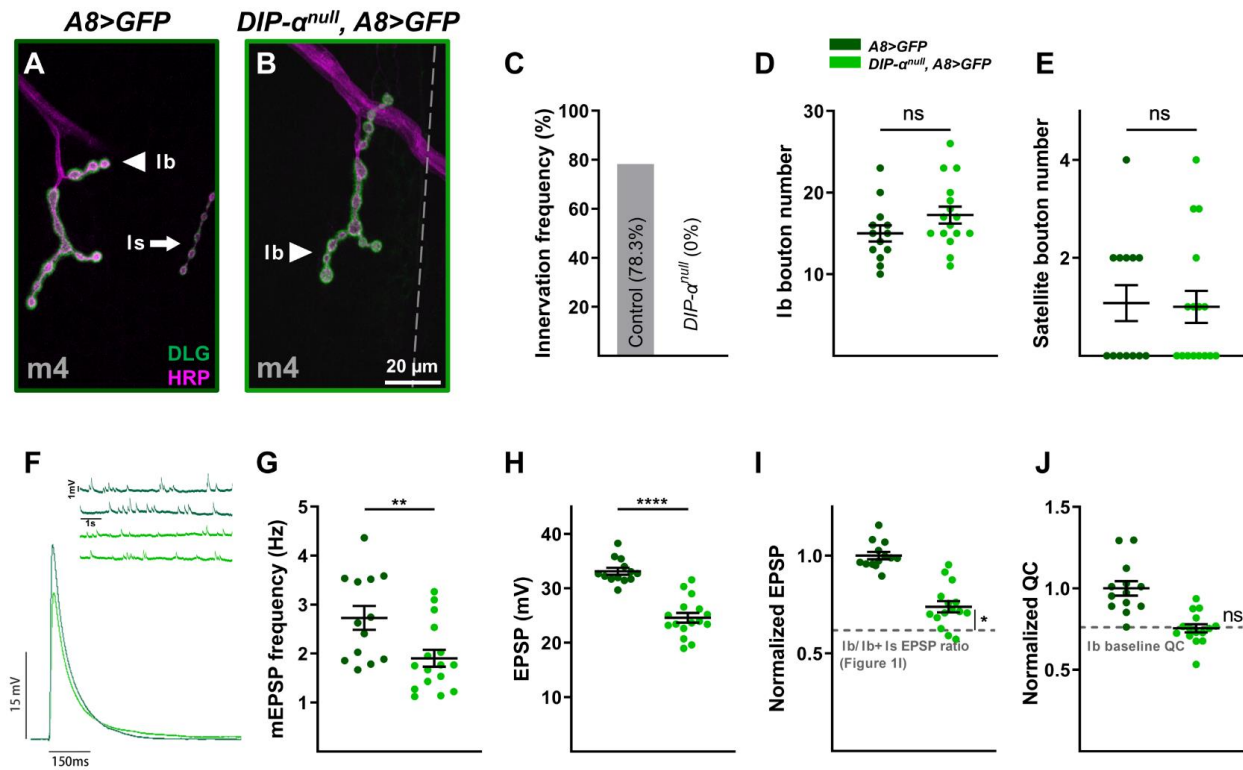 A8>GFP
DIP-α^null, A8>GFP
A
Ib
Is
m4
DLG
HRP
B
Ib
m4
20 µm
C
Innervation frequency (%)
100
80
60
40
20
0
Control (78.3%)
DIP-α^null (0%)
A8>GFP
DIP-α^null, A8>GFP
D
Ib bouton number
30
20
10
ns
E
Satellite bouton number
4
2
0
ns
F
1mV
1s
15 mV
150ms
G
mEPSP frequency (Hz)
5
4
3
2
1
**
H
EPSP (mV)
40
30
20
10
****
I
Normalized EPSP
1.0
0.5
*
Ib/ Ib+ Is EPSP ratio
(Figure 1I)
J
Normalized QC
1.5
1.0
0.5
ns
Ib baseline QC